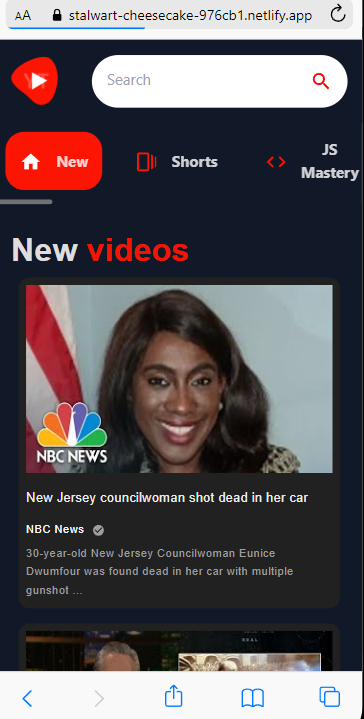 AA stalwart-cheesecake-976cb1.netlify.app
Search
New
Shorts
JS
Mastery
New videos
NBC NEWS
New Jersey councilwoman shot dead in her car
NBC News
30-year-old New Jersey Councilwoman Eunice
Dwumfour was found dead in her car with multiple
gunshot ...
REAL